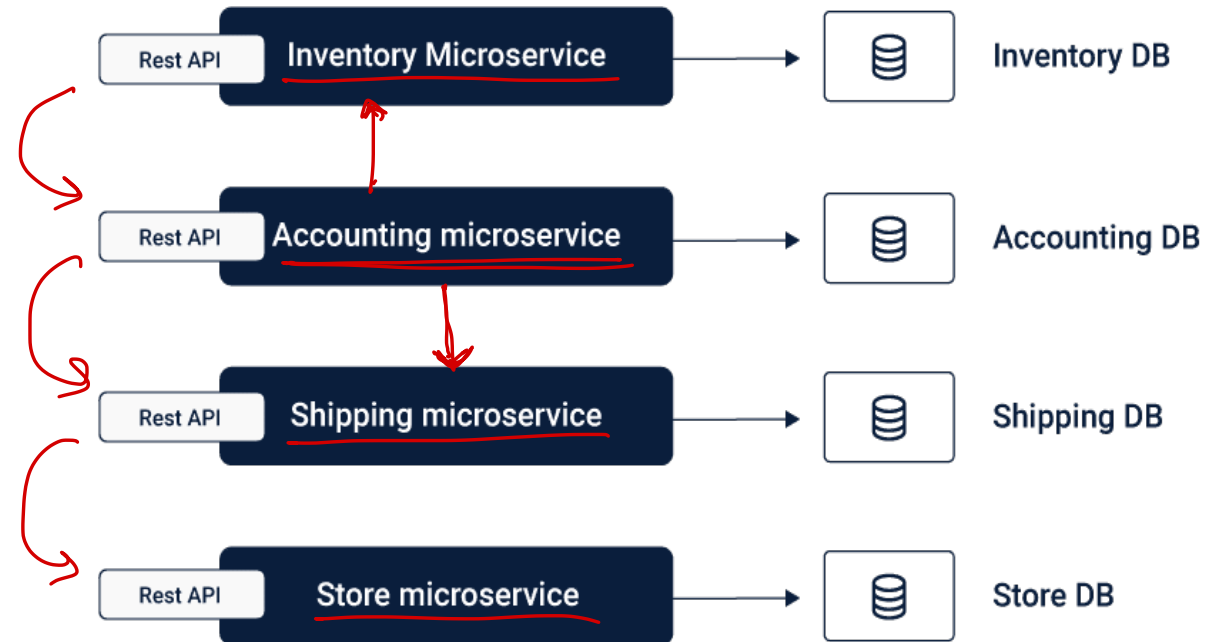 Rest API
Inventory Microservice
Inventory DB
Rest API
Accounting microservice
Accounting DB
Rest API
Shipping microservice
Shipping DB
Rest API
Store microservice
Store DB